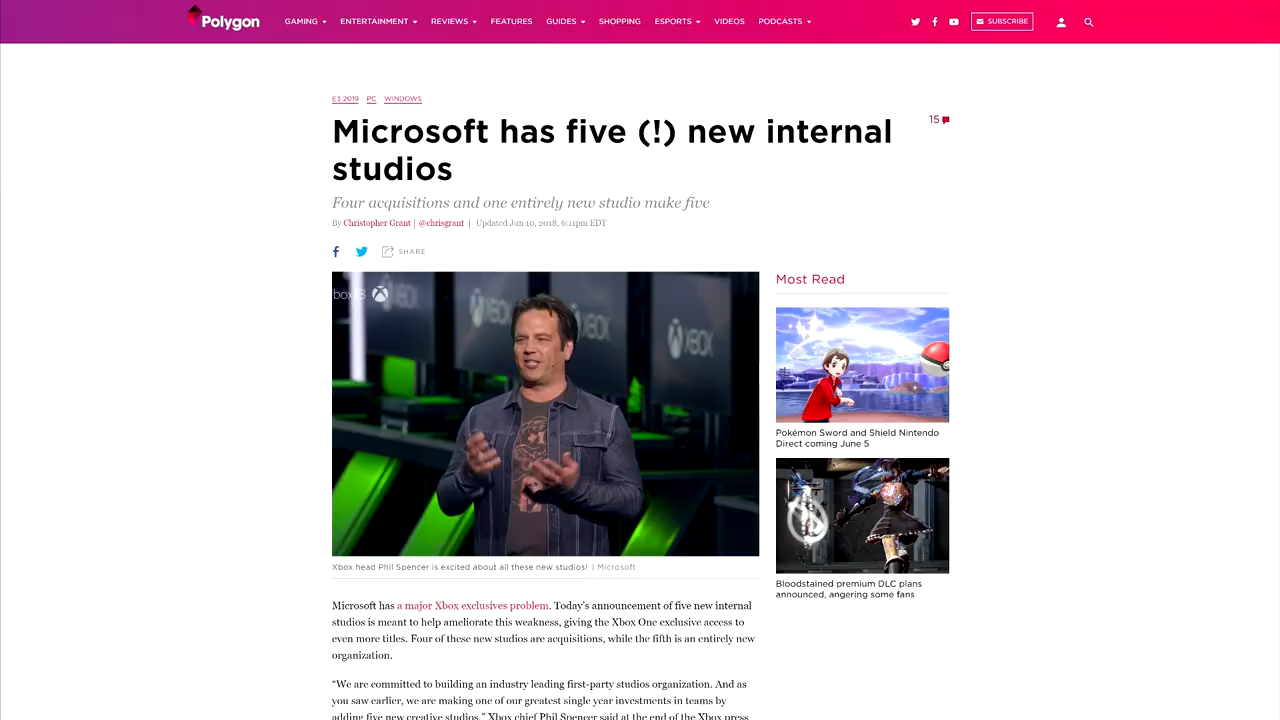 Polygon
GAMING
ENTERTAINMENT
REVIEWS
FEATURES
GUIDES
SHOPPING
ESPORTS
VIDEOS
PODCASTS
SUBSCRIBE
E3 2019 PC WINDOWS
Microsoft has five (!) new internal
studios
15
Four acquisitions and one entirely new studio make five
By Christopher Grant | @chrisgrant | Updated Jun 10, 2018, 6:11pm EDT
SHARE
XBOX
XBOX
XBOX
Xbox head Phil Spencer is excited about all these new studios! | Microsoft
Microsoft has a major Xbox exclusives problem. Today’s announcement of five new internal
studios is meant to help ameliorate this weakness, giving the Xbox One exclusive access to
even more titles. Four of these new studios are acquisitions, while the fifth is an entirely new
organization.
“We are committed to building an industry leading first-party studios organization. And as
you saw earlier, we are making one of our greatest single year investments in teams by
adding five new creative studios,” Xbox chief Phil Spencer said at the end of the Xbox press
Most Read
Pokémon Sword and Shield Nintendo
Direct coming June 5
Bloodstained premium DLC plans
announced, angering some fans